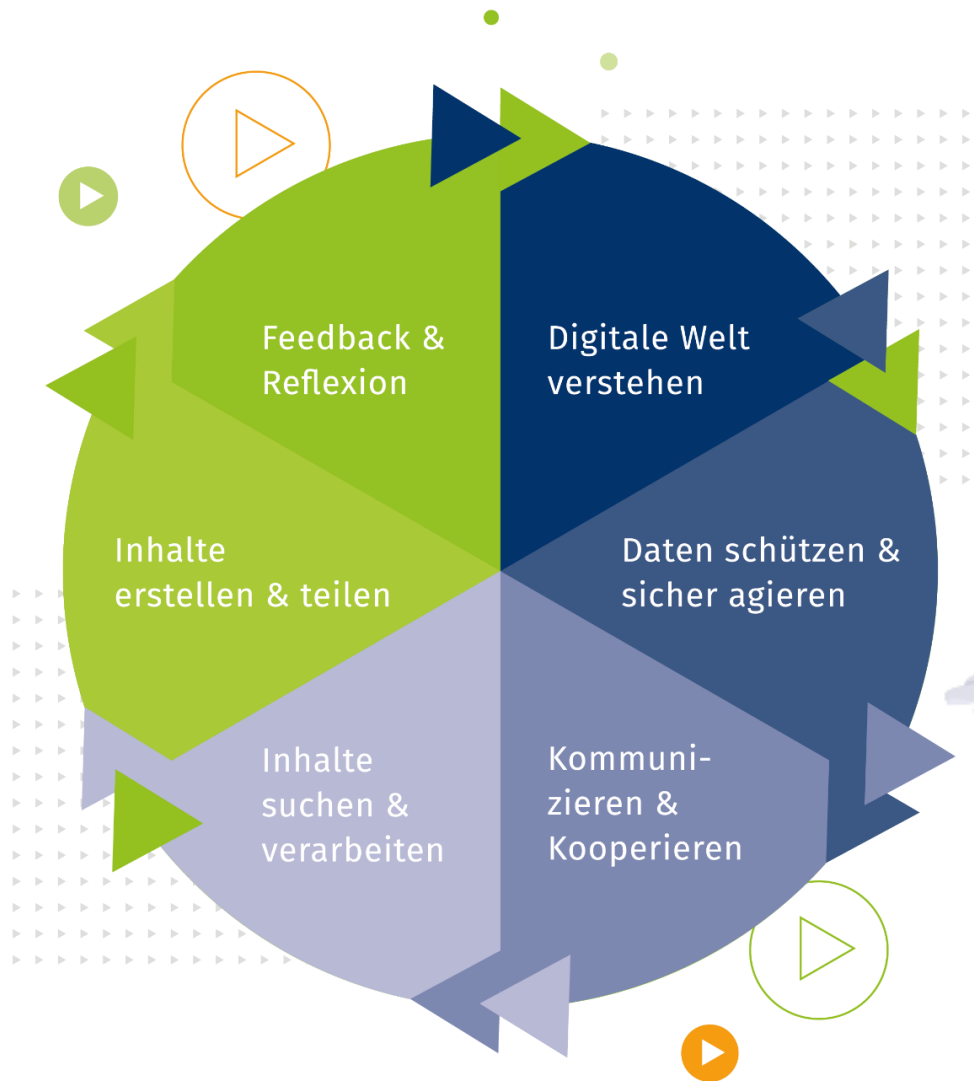 Feedback &
Reflexion
Digitale Welt
verstehen
Inhalte
erstellen & teilen
Daten schützen &
sicher agieren
Inhalte
suchen &
verarbeiten
Kommuni-
zieren &
Kooperieren